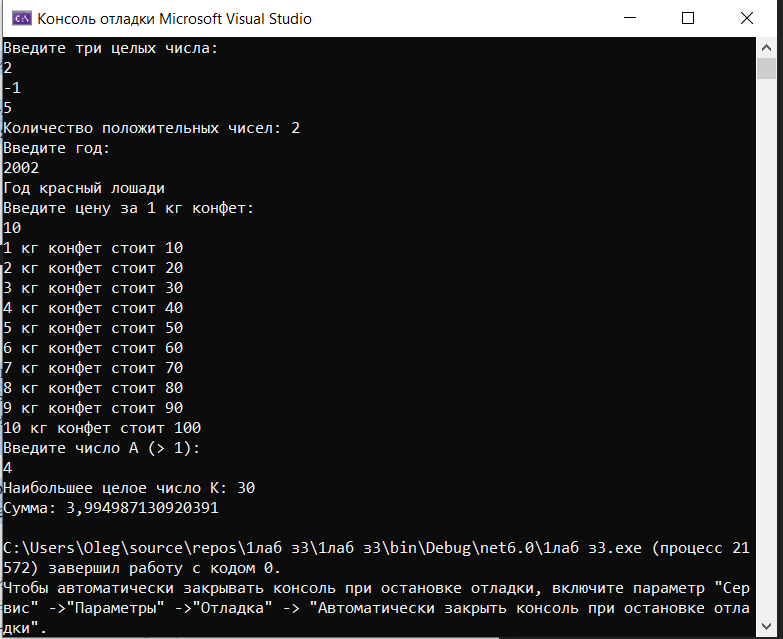 Консоль отладки Microsoft Visual Studio
Введите три целых числа:
2
-1
5
Количество положительных чисел: 2
Введите год:
2002
Год красный лошади
Введите цену за 1 кг конфет:
10
1 кг конфет стоит 10
2 кг конфет стоит 20
3 кг конфет стоит 30
4 кг конфет стоит 40
5 кг конфет стоит 50
6 кг конфет стоит 60
7 кг конфет стоит 70
8 кг конфет стоит 80
9 кг конфет стоит 90
10 кг конфет стоит 100
Введите число A (> 1):
4
Наибольшее целое число K: 30
Сумма: 3,994987130920391
C:\Users\Oleg\source\repos\1лаб з3\1лаб з3\bin\Debug\net6.0\1лаб з3.exe (процесс 21
572) завершил работу с кодом 0.
Чтобы автоматически закрывать консоль при остановке отладки, включите параметр "Сер
вис" ->"Параметры" ->"Отладка" -> "Автоматически закрыть консоль при остановке отла
дки".